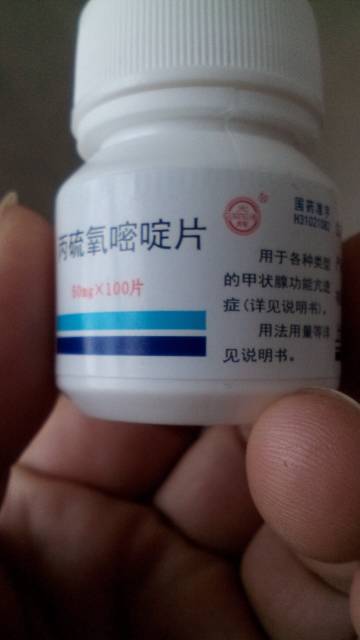 丙硫氧嘧啶片
50mg×100片
国药准字
H31021082
用于各种类型
的甲状腺功能亢进
症(详见说明书)。
用法用量等详
见说明书。